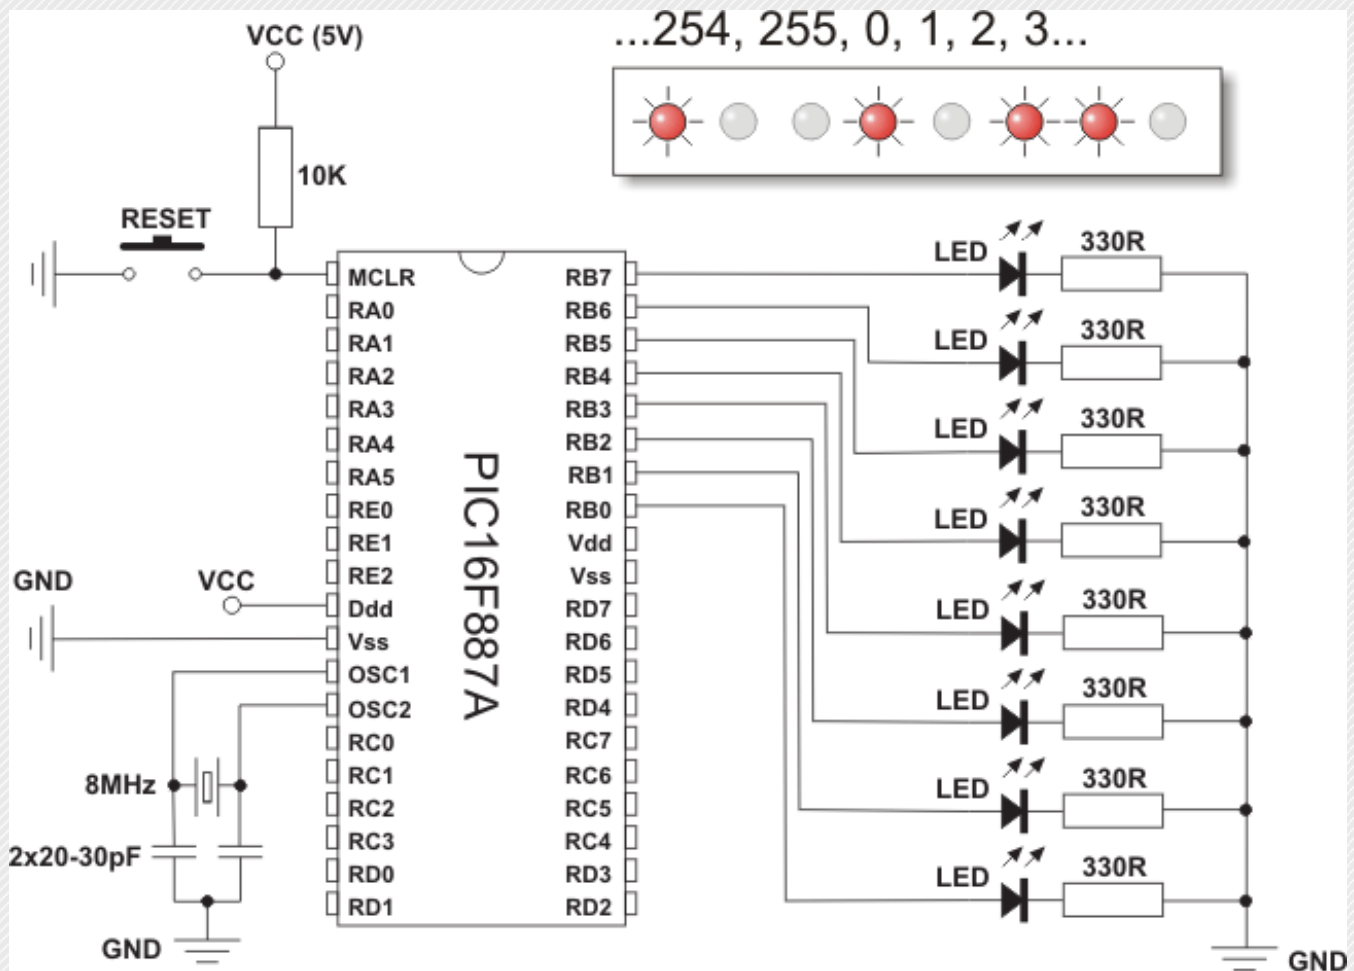 VCC (5V)
...254, 255, 0, 1, 2, 3...
10K
RESET
MCLR
RA0
RA1
RA2
RA3
RA4
RA5
RE0
RE1
RE2
Ddd
Vss
OSC1
OSC2
RC0
RC1
RC2
RC3
RD0
RD1
PIC16F887A
RB7
RB6
RB5
RB4
RB3
RB2
RB1
RB0
Vdd
Vss
RD7
RD6
RD5
RD4
RC7
RC6
RC5
RC4
RD3
RD2
GND
VCC
8MHz
2x20-30pF
GND
LED 330R
LED 330R
LED 330R
LED 330R
LED 330R
LED 330R
LED 330R
LED 330R
GND